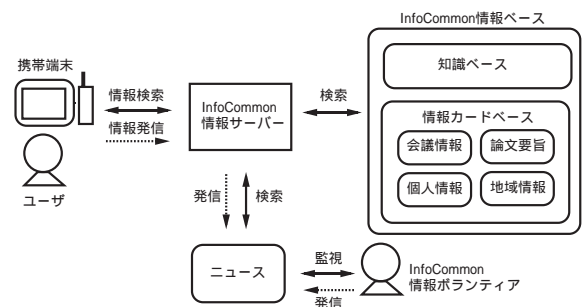 InfoCommon情報ベース
携帯端末
知識ベース
情報検索
情報発信
InfoCommon
情報サーバー
検索
情報カードベース
会議情報
論文要旨
個人情報
地域情報
ユーザ
発信
検索
ニュース
監視
発信
InfoCommon
情報ボランティア